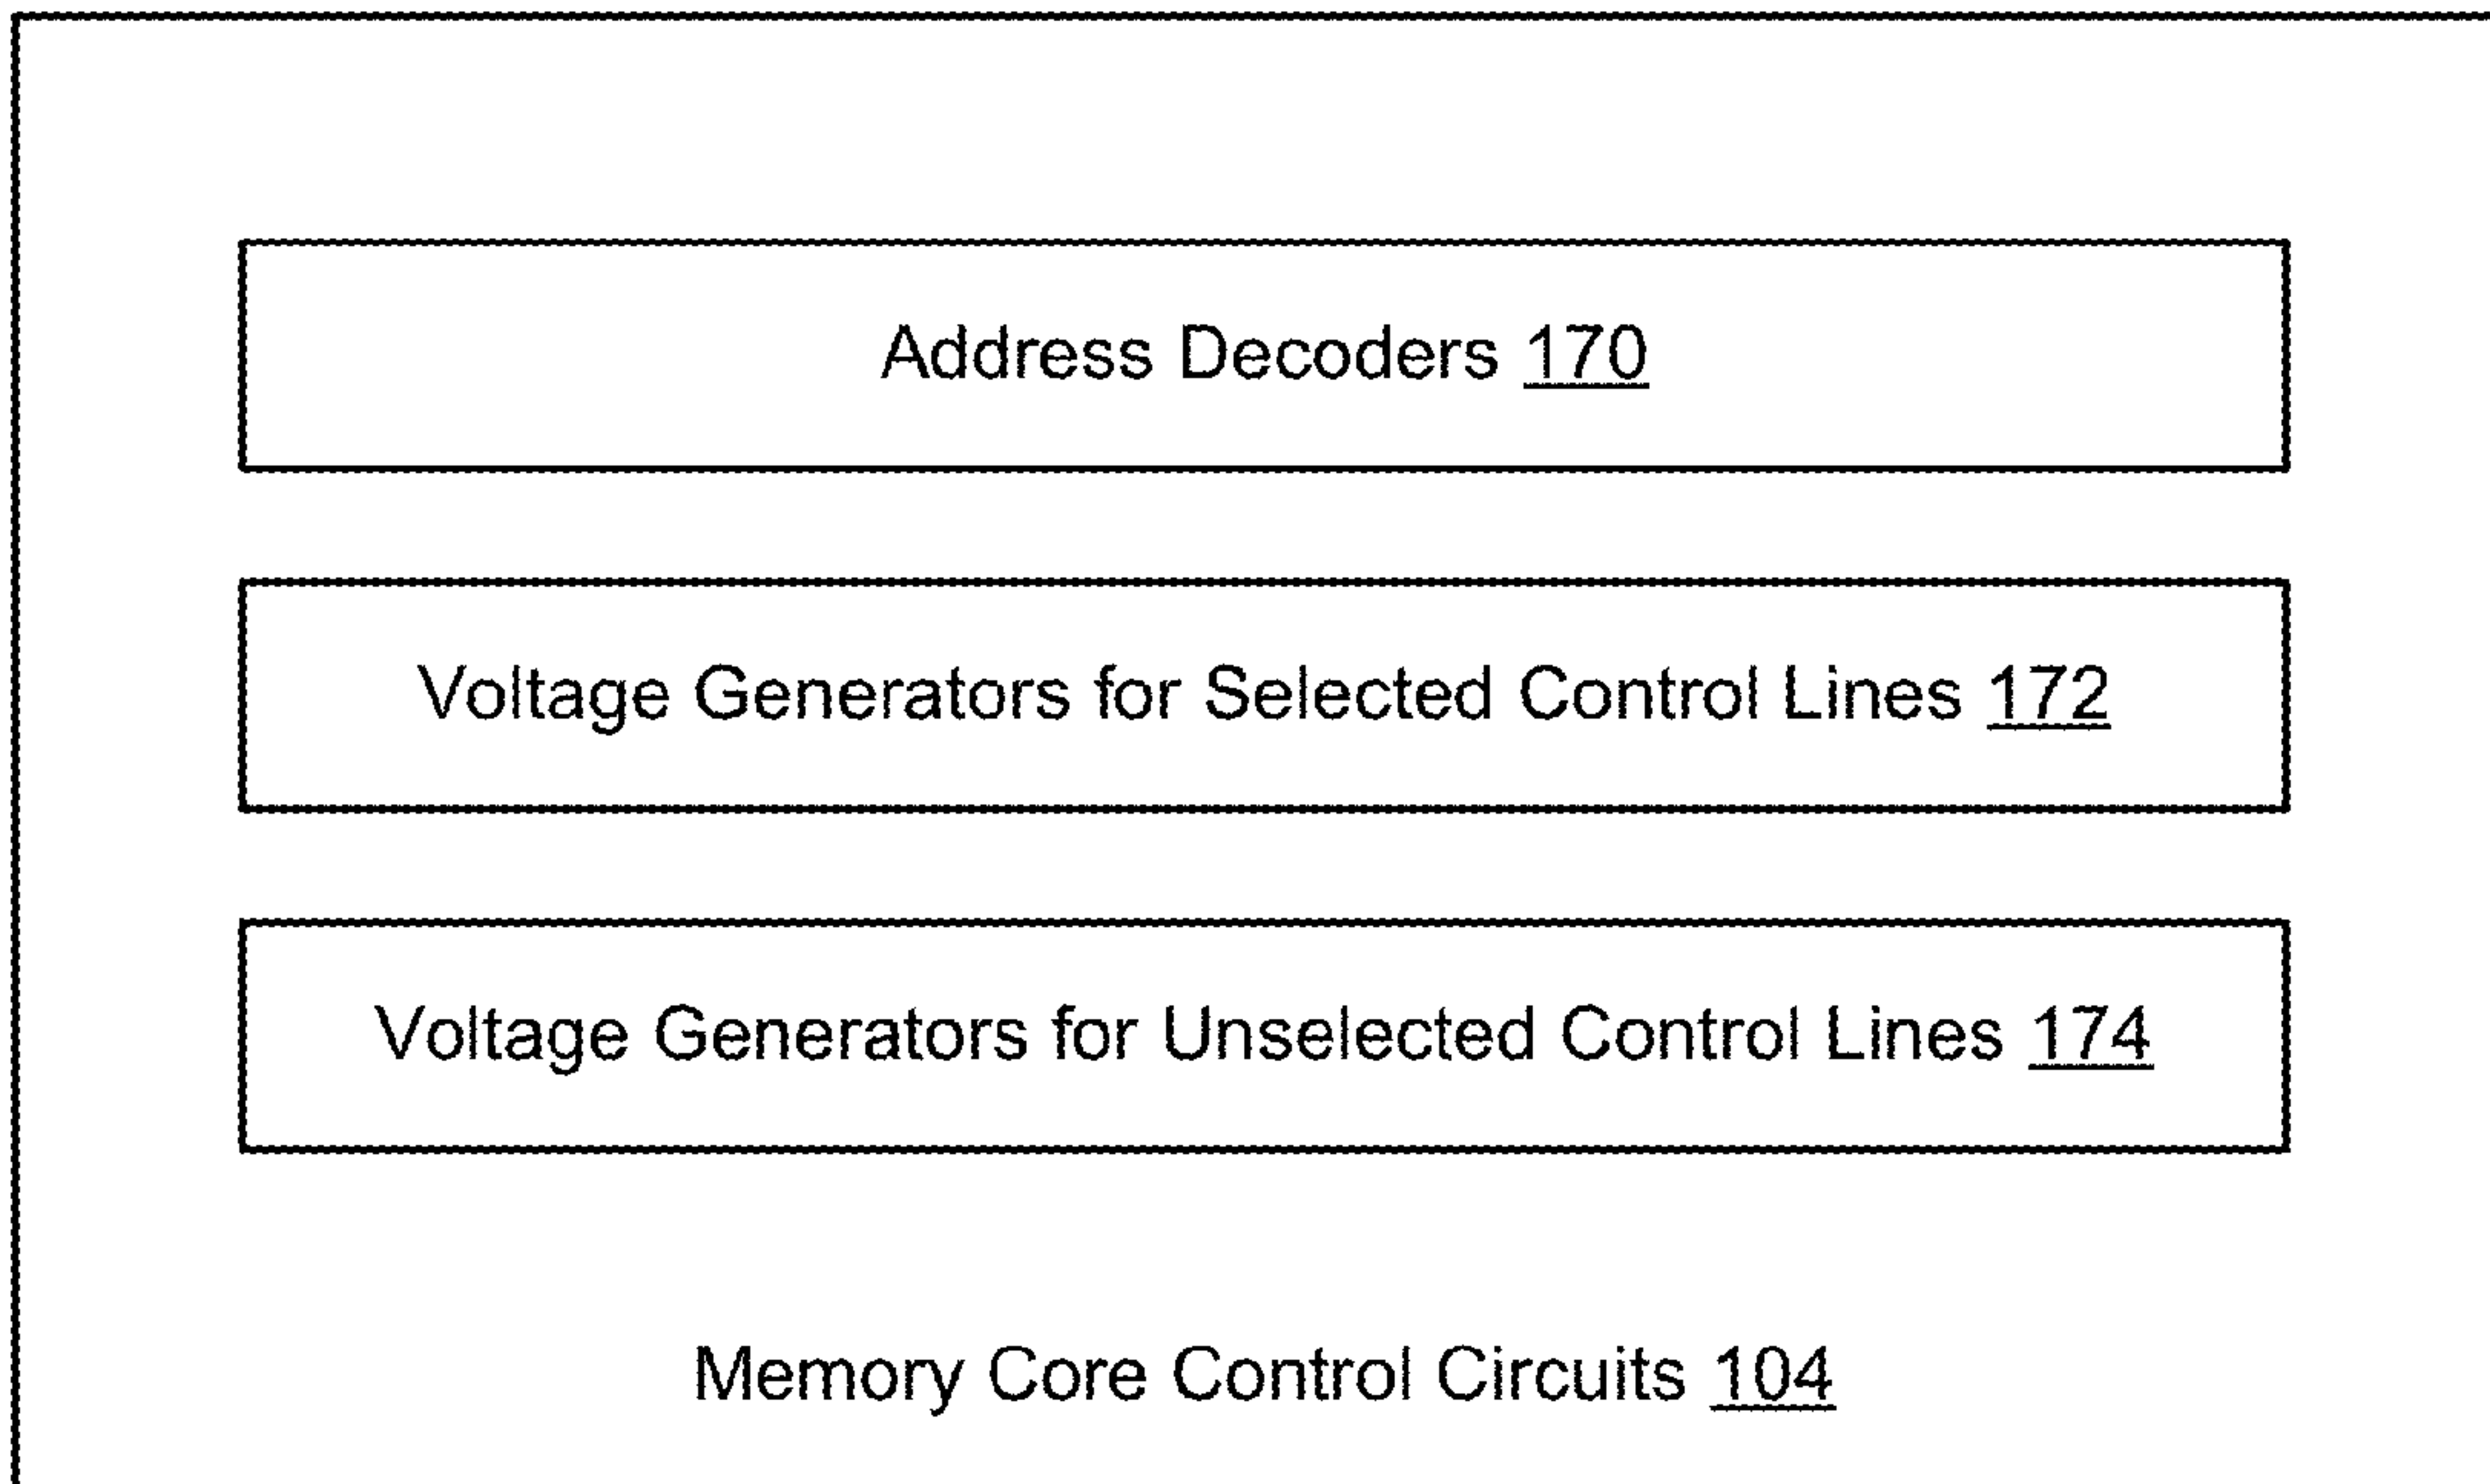 Address Decoders 170
Voltage Generators for Selected Control Lines 172
Voltage Generators for Unselected Control Lines 174
Memory Core Control Circuits 104